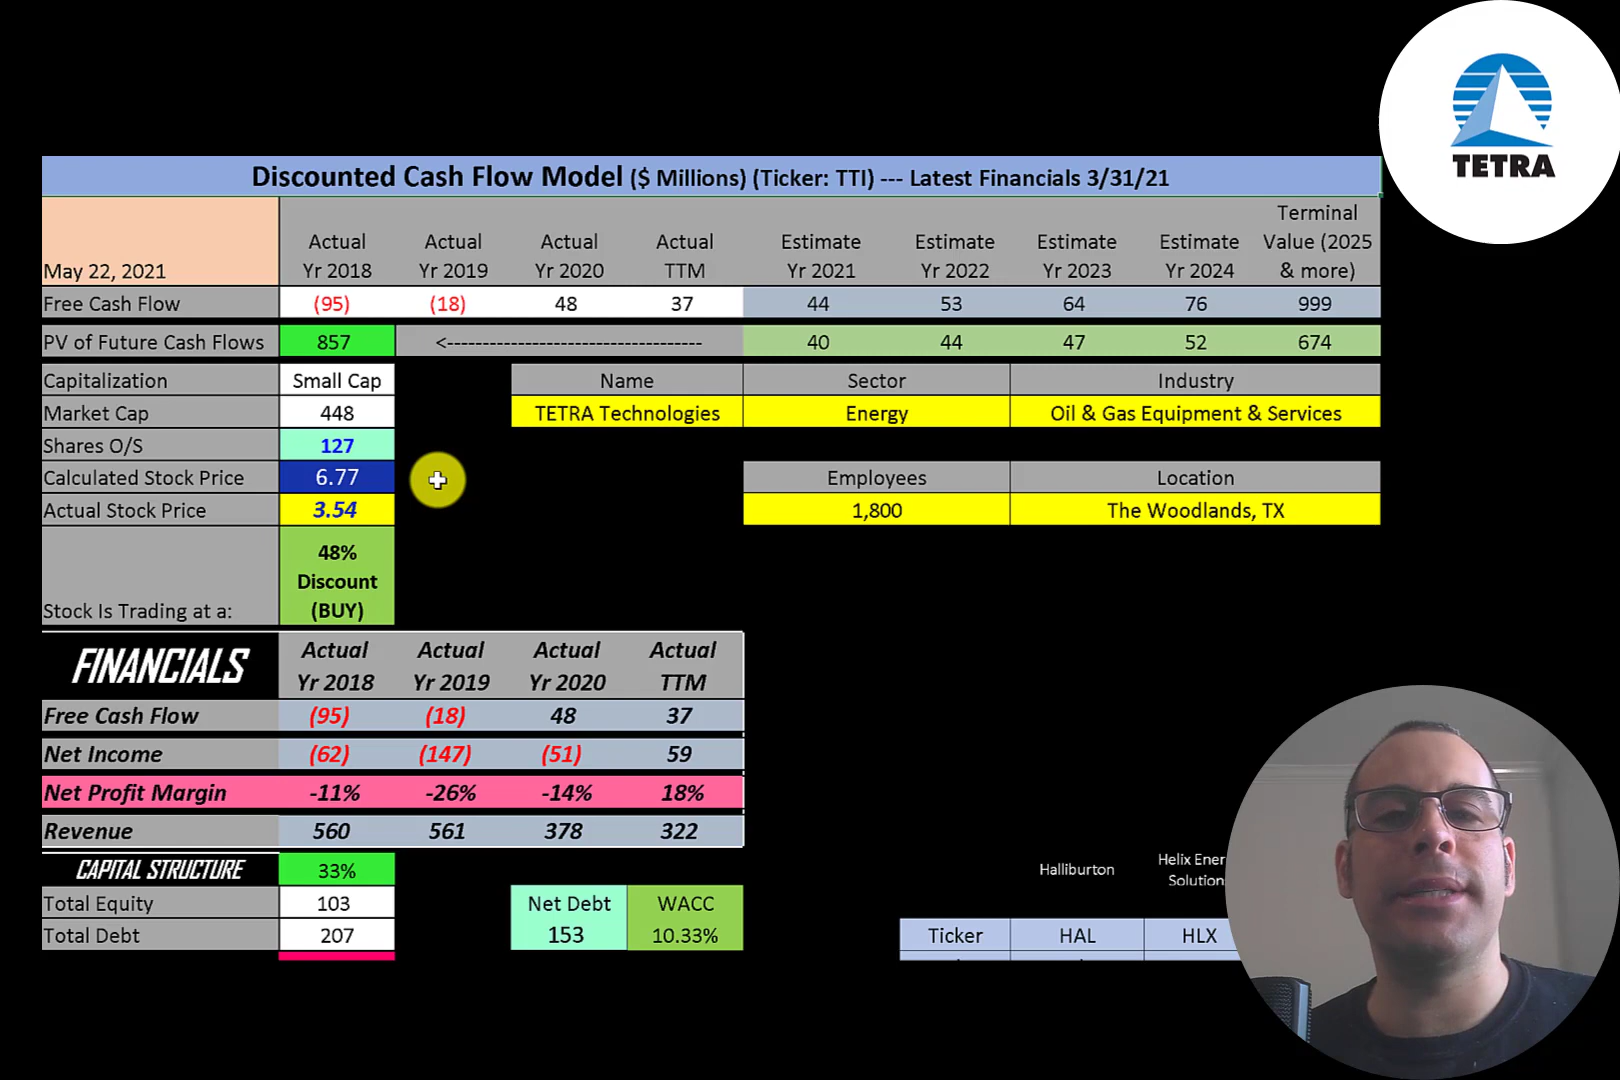 TETRA
Discounted Cash Flow Model ($ Millions) (Ticker: TTI) --- Latest Financials 3/31/21
May 22, 2021 Actual Yr 2018 Actual Yr 2019 Actual Yr 2020 Actual TTM Estimate Yr 2021 Estimate Yr 2022 Estimate Yr 2023 Estimate Yr 2024 Terminal Value (2025 & more)
Free Cash Flow (95) (18) 48 37 44 53 64 76 999
PV of Future Cash Flows 857 <---------------------------------- 40 44 47 52 674
Capitalization Small Cap Name Sector Industry
Market Cap 448 TETRA Technologies Energy Oil & Gas Equipment & Services
Shares O/S 127
Calculated Stock Price 6.77 Employees Location
Actual Stock Price 3.54 1,800 The Woodlands, TX
Stock Is Trading at a: 48% Discount (BUY)
FINANCIALS Actual Yr 2018 Actual Yr 2019 Actual Yr 2020 Actual TTM
Free Cash Flow (95) (18) 48 37
Net Income (62) (147) (51) 59
Net Profit Margin -11% -26% -14% 18%
Revenue 560 561 378 322
CAPITAL STRUCTURE 33% Halliburton Helix Ener Solution
Total Equity 103 Net Debt WACC
Total Debt 207 153 10.33% Ticker HAL HLX